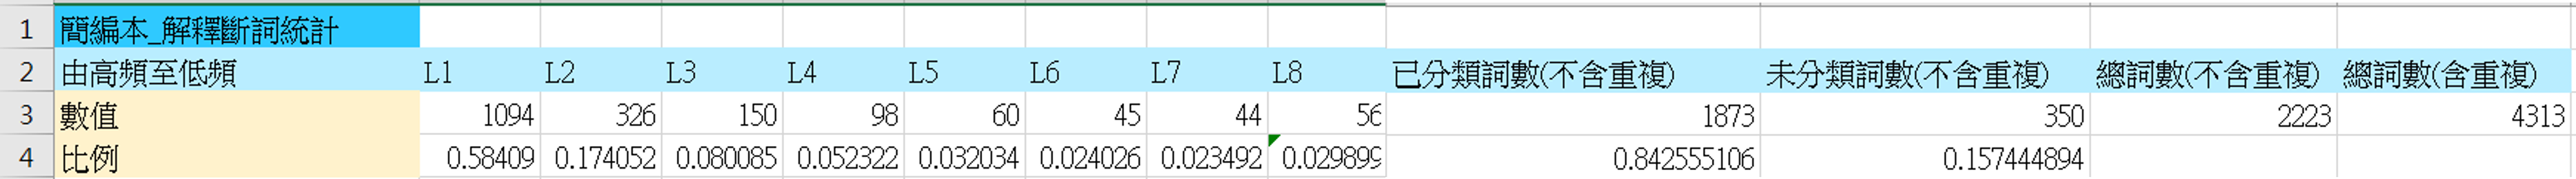 1 簡編本_解釋斷詞統計
2 由高頻至低頻 L1 L2 L3 L4 L5 L6 L7 L8 已分類詞數(不含重複) 未分類詞數(不含重複) 總詞數(不含重複) 總詞數(含重複)
3 數值 1094 326 150 98 60 45 44 56 1873 350 2223 4313
4 比例 0.58409 0.174052 0.080085 0.052322 0.032034 0.024026 0.023492 0.029899 0.842555106 0.157444894